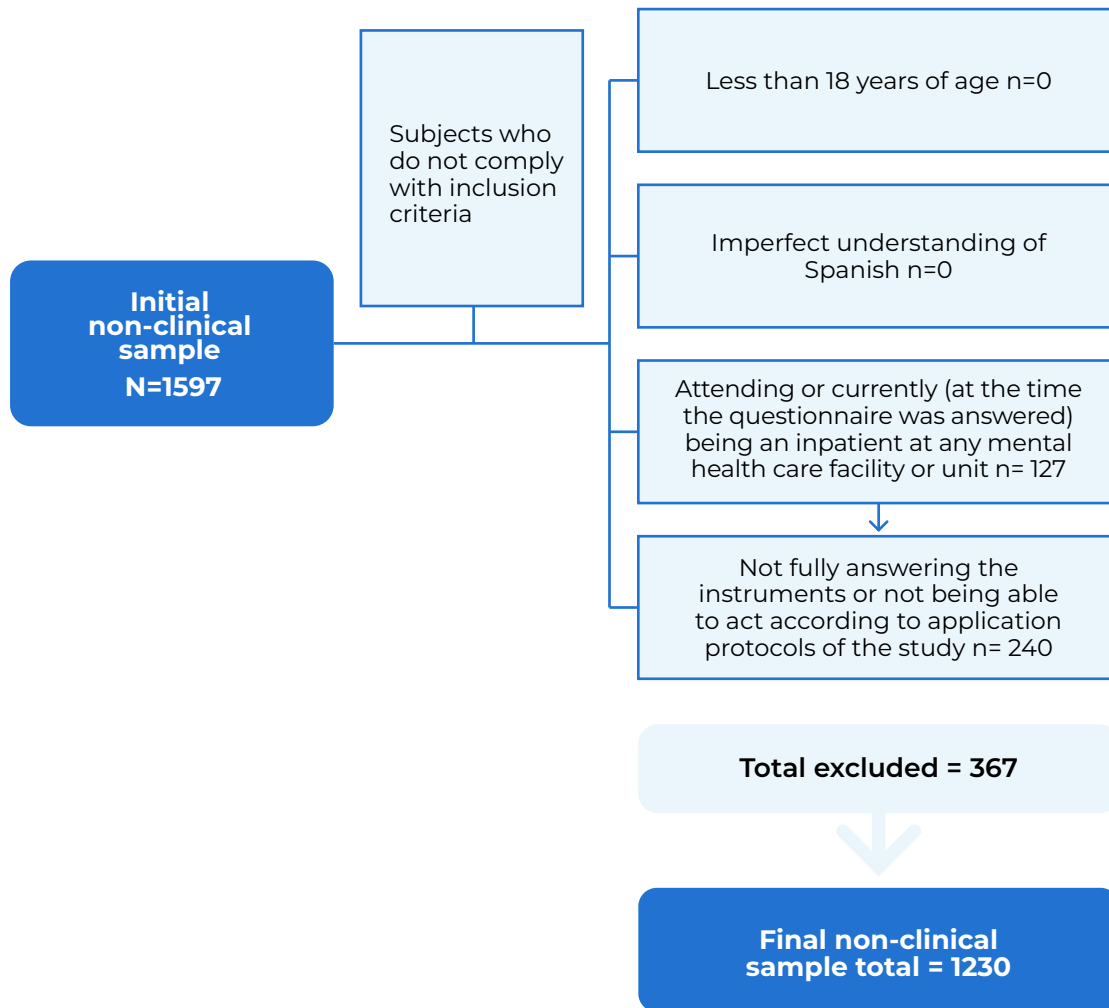 Initial
non-clinical
sample
N=1597
Subjects who
do not comply
with inclusion
criteria
Less than 18 years of age n=0
Imperfect understanding of
Spanish n=0
Attending or currently (at the time
the questionnaire was answered)
being an inpatient at any mental
health care facility or unit n= 127
Not fully answering the
instruments or not being able
to act according to application
protocols of the study n= 240
Total excluded = 367
Final non-clinical
sample total = 1230